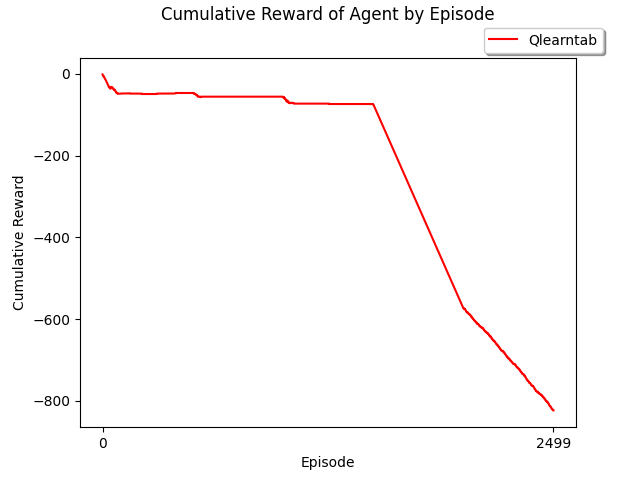 Cumulative Reward of Agent by Episode
Qlearntab
0
−200
−400
−600
−800
Cumulative Reward
0
2499
Episode